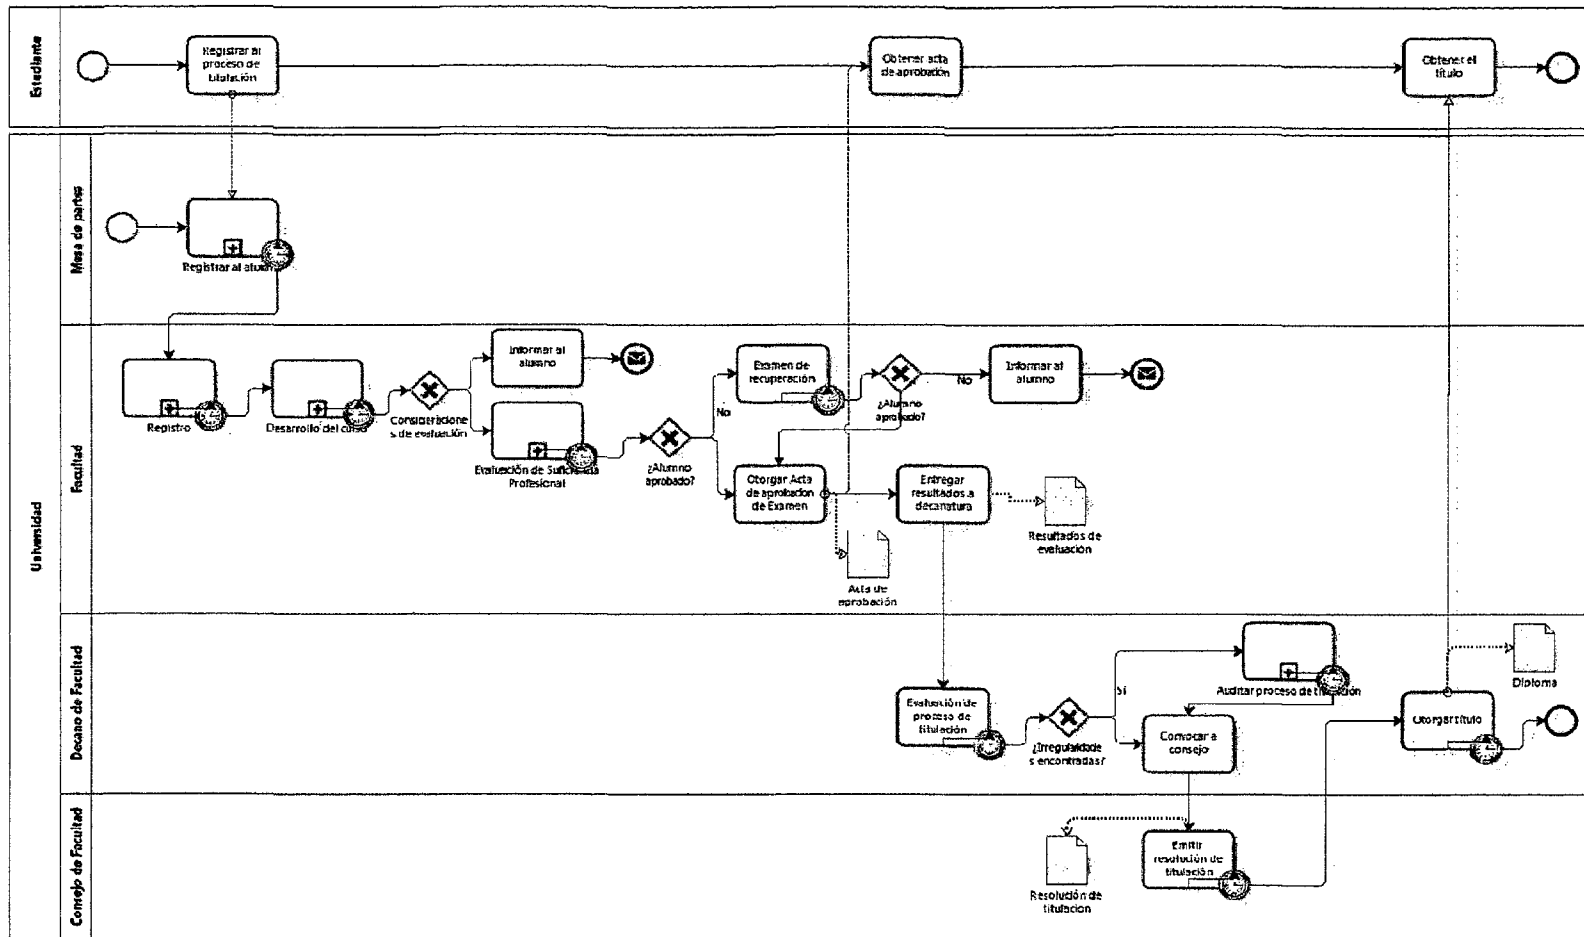 Estudiante
Registrar al
proceso de
titulación
Obtener acta
de aprobación
Obtener el
título
Universidad
Mesa de partes
Registrar al alumno
Facultad
Registro
Desarrollo del curso
Consideracione
s de evaluación
Informar al
alumno
Evaluación de Suficiencia
Profesional
¿Alumno
aprobado?
No
Examen de
recuperación
¿Alumno
aprobado?
No
Informar al
alumno
Otorgar Acta
de aprobación
de Examen
Entregar
resultados a
decanatura
Resultados de
evaluación
Acta de
aprobación
Decano de Facultad
Evaluación de
proceso de
titulación
¿Irregularidade
s encontradas?
Sí
Auditar proceso de titulación
Convocar a
consejo
Otorgar título
Diploma
Consejo de Facultad
Emitir
resolución de
titulación
Resolución de
titulacion